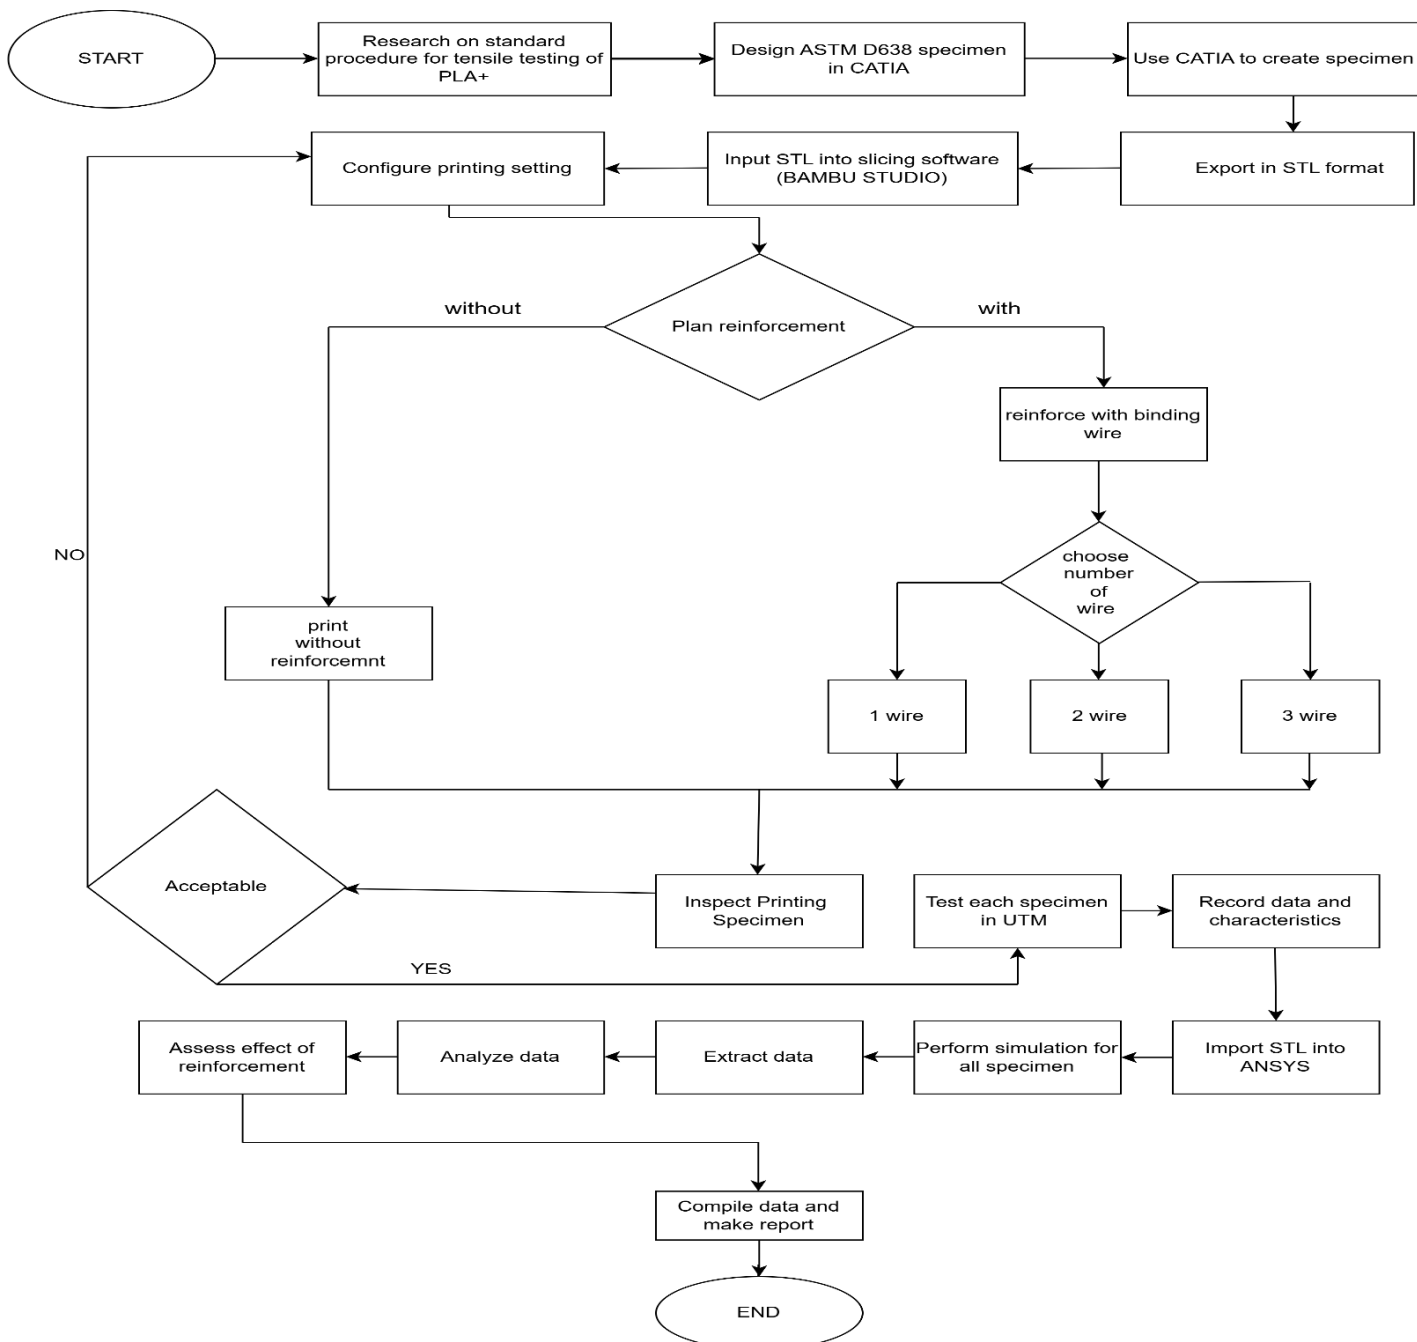 START
Research on standard
procedure for tensile testing of
PLA+
Design ASTM D638 specimen
in CATIA
Use CATIA to create specimen
Configure printing setting
Input STL into slicing software
(BAMBU STUDIO)
Export in STL format
without
Plan reinforcement
with
reinforce with binding
wire
NO
choose
number
of
wire
print
without
reinforcemnt
1 wire
2 wire
3 wire
Acceptable
Inspect Printing
Specimen
Test each specimen
in UTM
Record data and
characteristics
YES
Assess effect of
reinforcement
Analyze data
Extract data
Perform simulation for
all specimen
Import STL into
ANSYS
Compile data and
make report
END